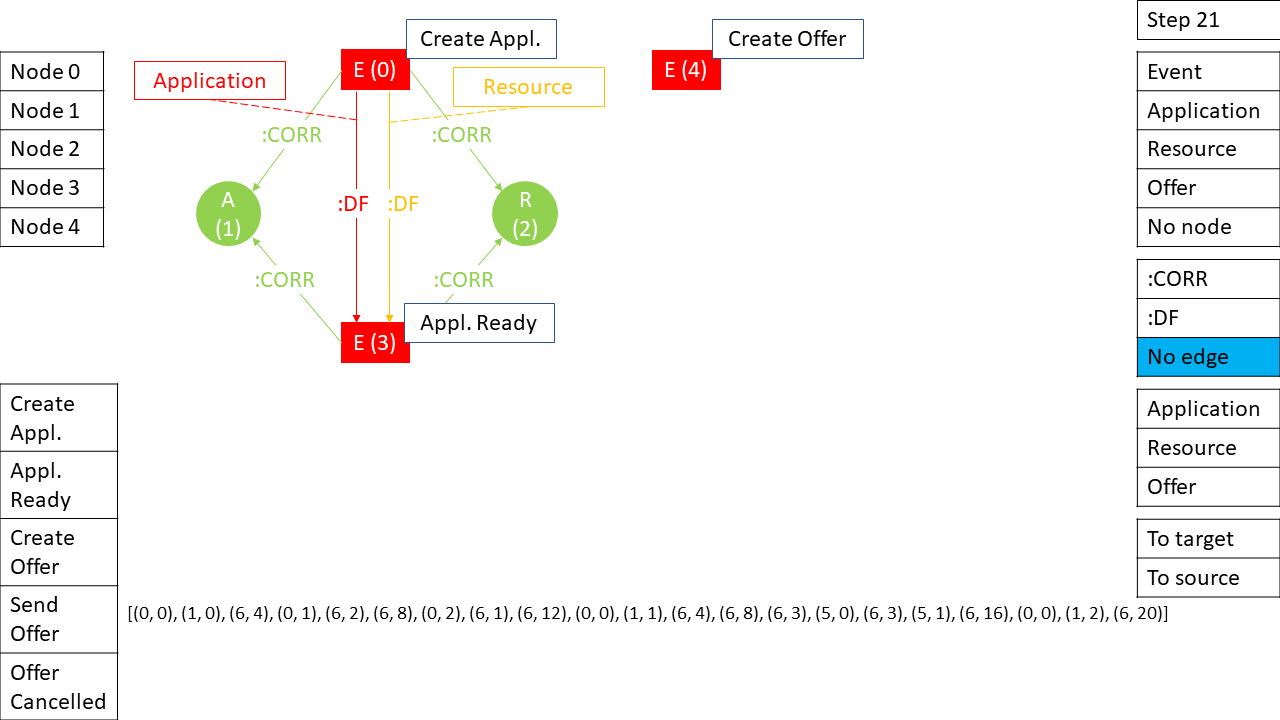 Step 21
Create Appl.
Create Offer
Node 0
Node 1
Node 2
Node 3
Node 4
Application
E (0)
Resource
E (4)
:CORR
:CORR
A
(1)
:DF
:DF
R
(2)
:CORR
:CORR
Appl. Ready
E (3)
Event
Application
Resource
Offer
No node
:CORR
:DF
No edge
Application
Resource
Offer
To target
To source
Create
Appl.
Appl.
Ready
Create
Offer
Send
Offer
Offer
Cancelled
[(0, 0), (1, 0), (6, 4), (0, 1), (6, 2), (6, 8), (0, 2), (6, 1), (6, 12), (0, 0), (1, 1), (6, 4), (6, 8), (6, 3), (5, 0), (6, 3), (5, 1), (6, 16), (0, 0), (1, 2), (6, 20)]